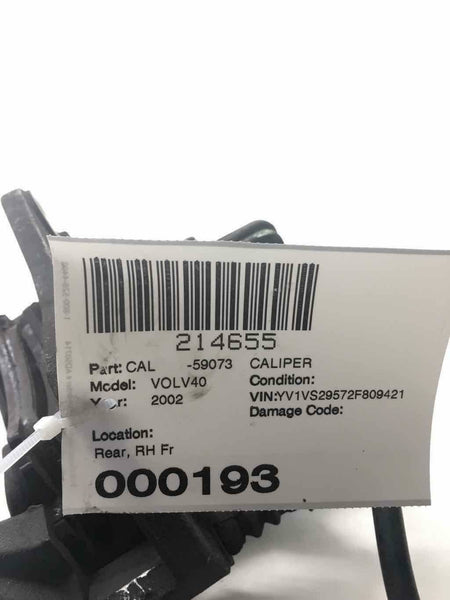 214655
Part: CAL -59073 CALIPER
Model: VOLV40 Condition:
Year: 2002 VIN:YV1VS29572F809421
Damage Code:
Location:
Rear, RH Fr
000193